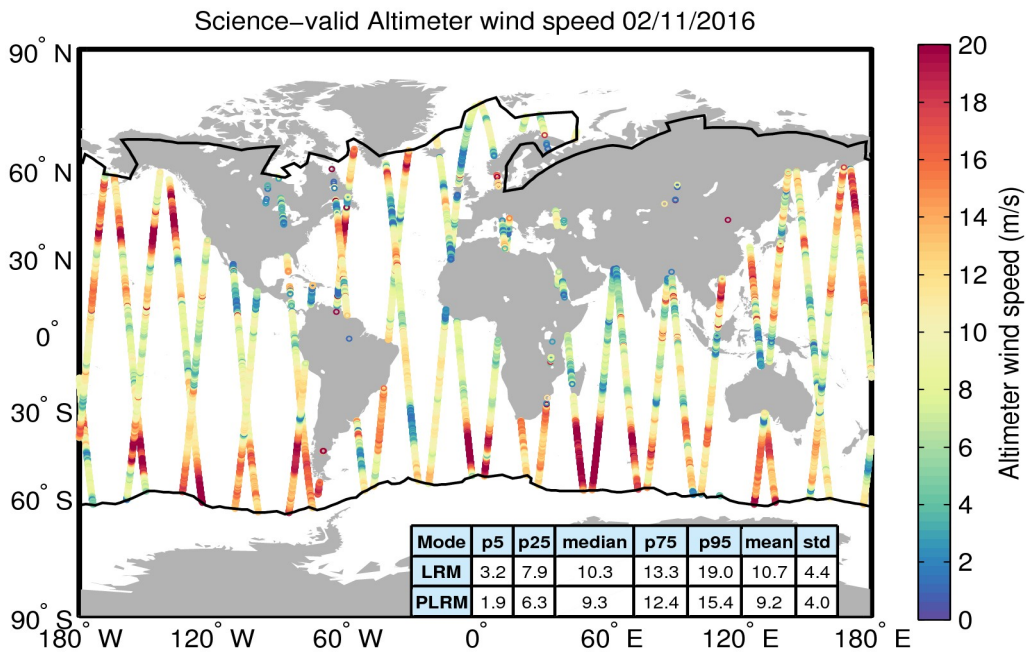 Science−valid Altimeter wind speed 02/11/2016
90° N
60° N
30° N
0°
30° S
60° S
90° S
180° W
120° W
60° W
0°
60° E
120° E
180° E
Mode p5 p25 median p75 p95 mean std
LRM 3.2 7.9 10.3 13.3 19.0 10.7 4.4
PLRM 1.9 6.3 9.3 12.4 15.4 9.2 4.0
20
18
16
14
12
10
8
6
4
2
0
Altimeter wind speed (m/s)